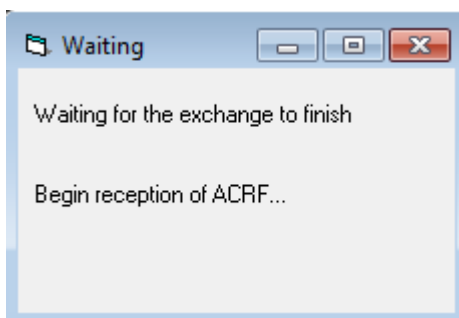 Waiting
Waiting for the exchange to finish
Begin reception of ACRF...